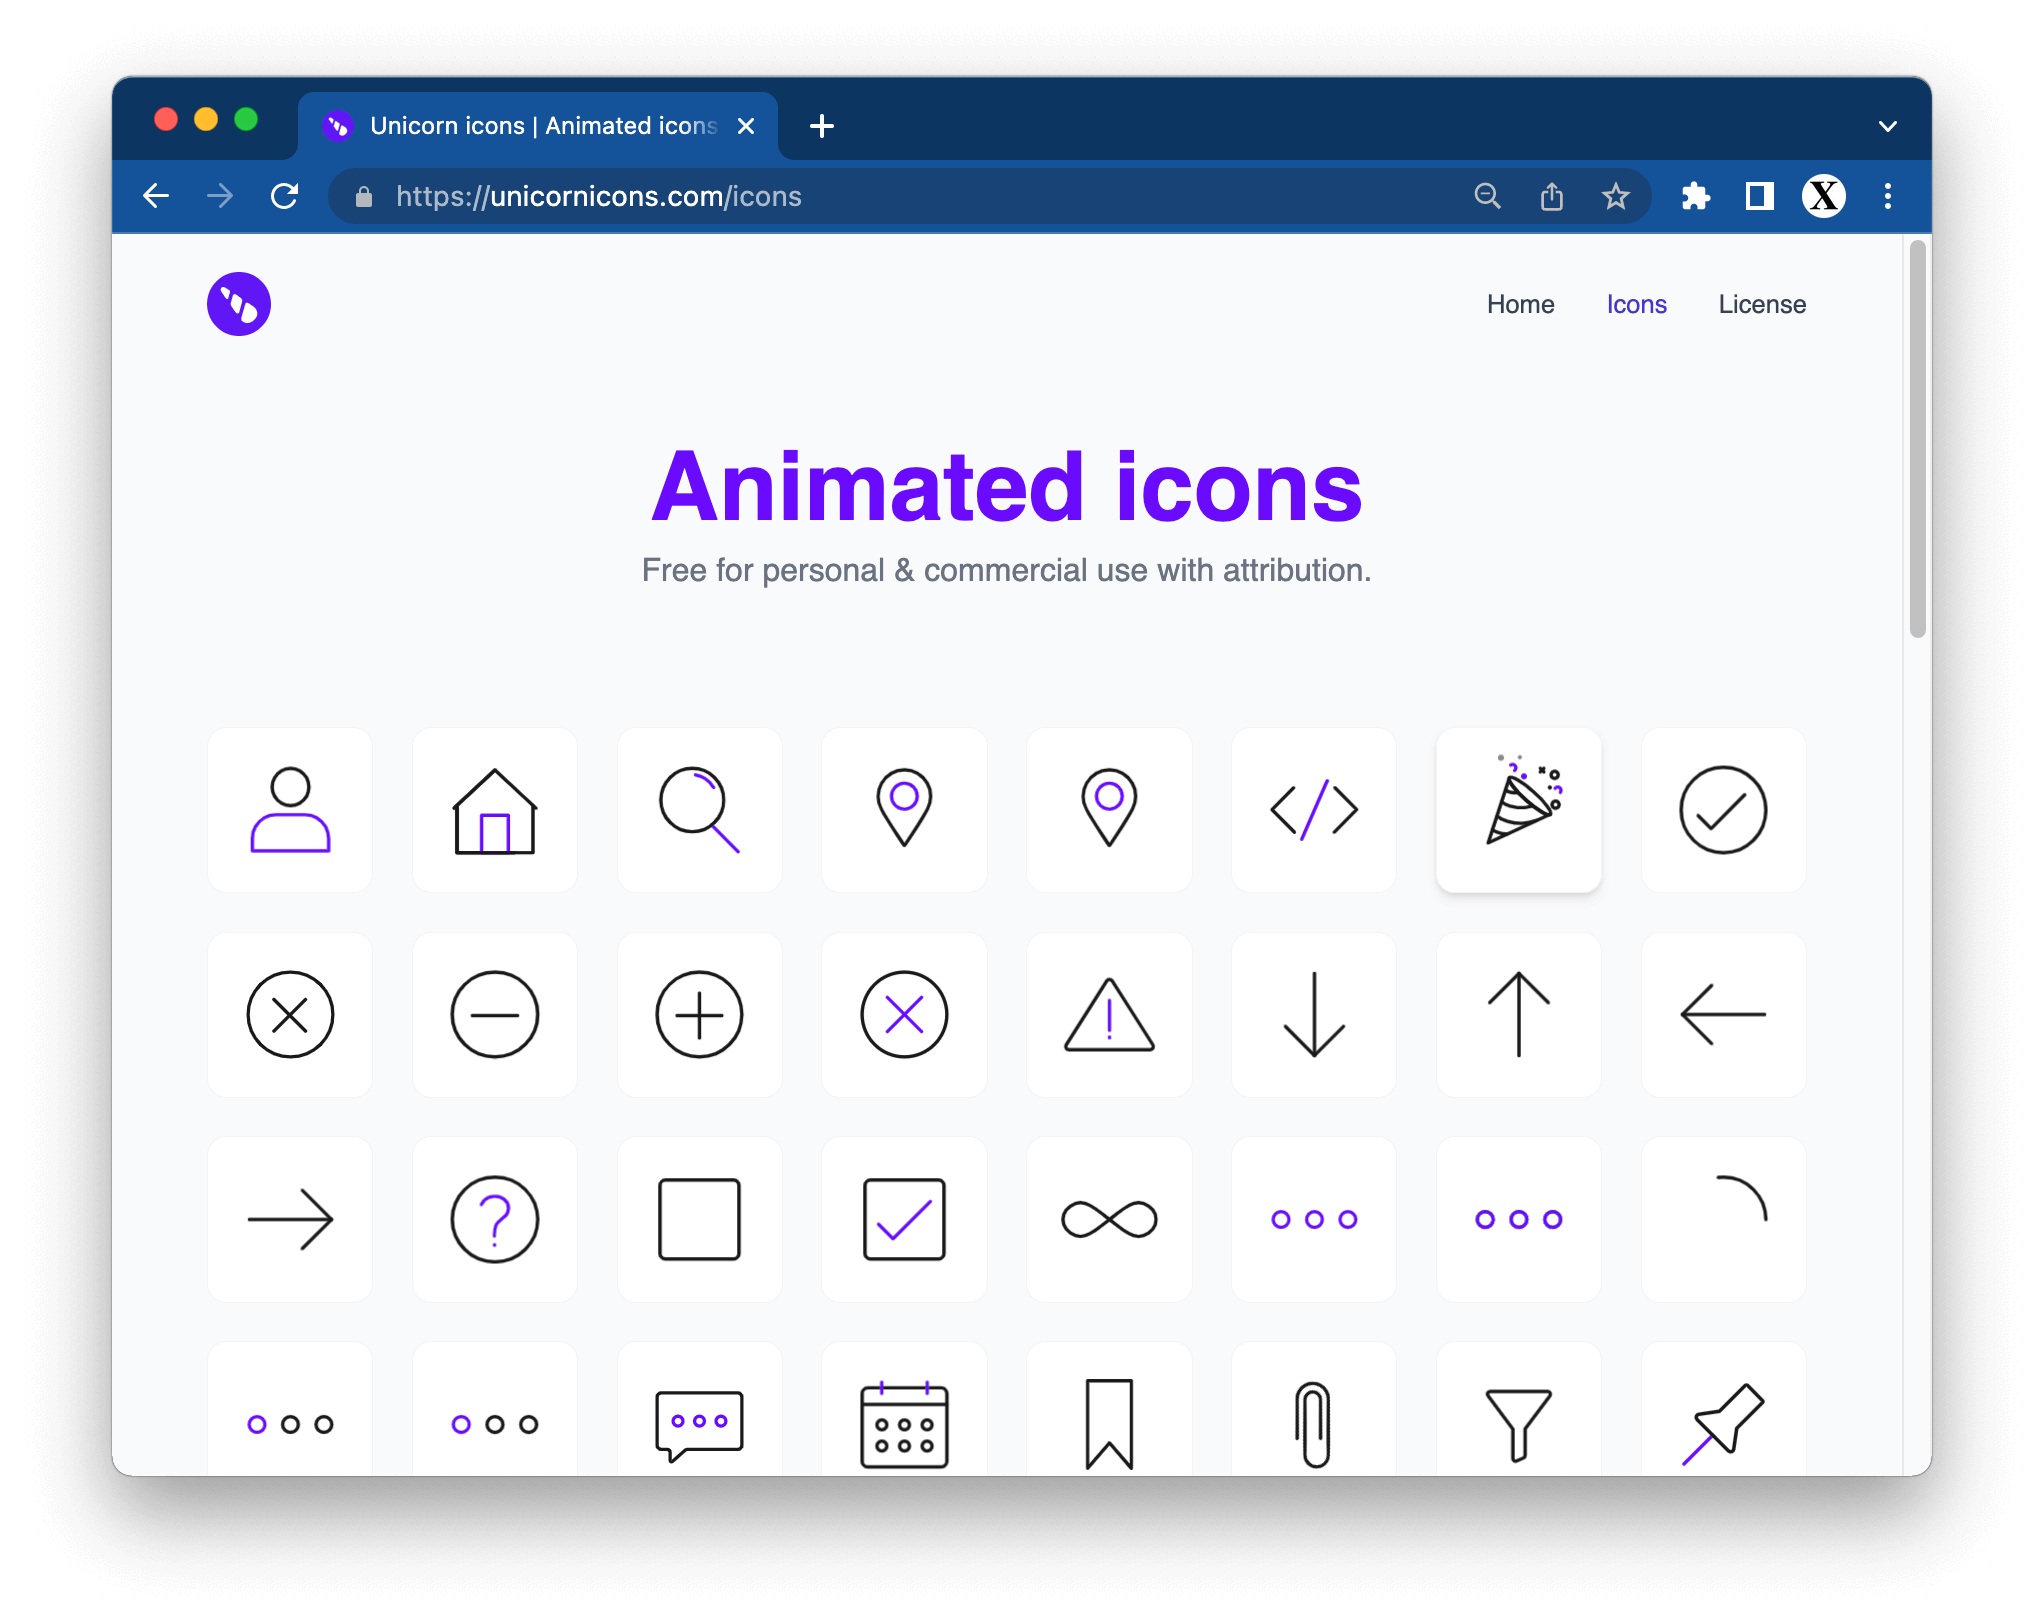 Unicorn icons | Animated icons
https://unicornicons.com/icons
X
Home Icons License
Animated icons
Free for personal & commercial use with attribution.